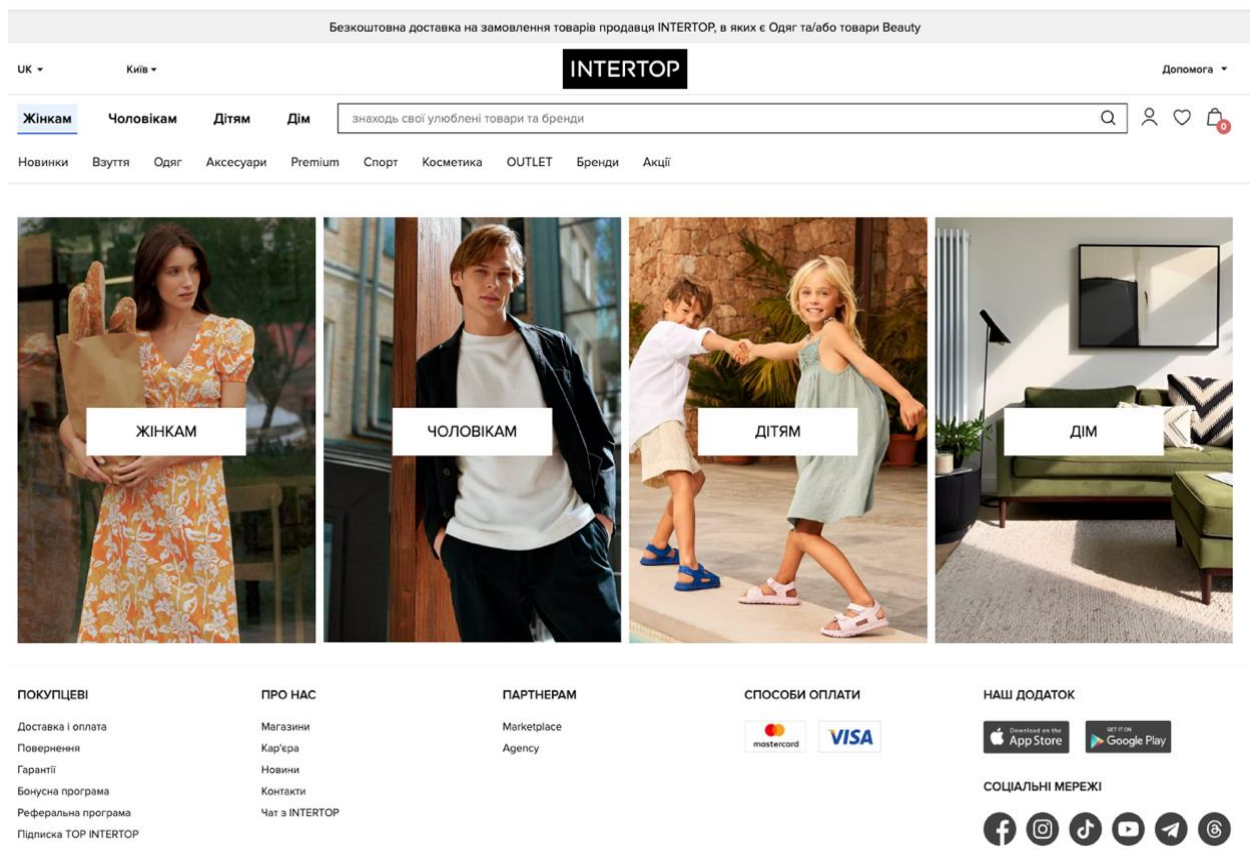 Безкоштовна доставка на замовлення товарів продавця INTERTOP, в яких є Одяг та/або товари Beauty
UK
Київ
INTERTOP
Допомога
Жінкам
Чоловікам
Дітям
Дім
знаходь свої улюблені товари та бренди
0
Новинки
Взуття
Одяг
Аксесуари
Premium
Спорт
Косметика
OUTLET
Бренди
Акції
ЖІНКАМ
ЧОЛОВІКАМ
ДІТЯМ
ДІМ
ПОКУПЦЕВІ
Доставка і оплата
Повернення
Гарантії
Бонусна програма
Реферальна програма
Підписка TOP INTERTOP
ПРО НАС
Магазини
Кар'єра
Новини
Контакти
Чат з INTERTOP
ПАРТНЕРАМ
Marketplace
Agency
СПОСОБИ ОПЛАТИ
mastercard
VISA
НАШ ДОДАТОК
Download on the
App Store
GET IT ON
Google Play
СОЦІАЛЬНІ МЕРЕЖІ